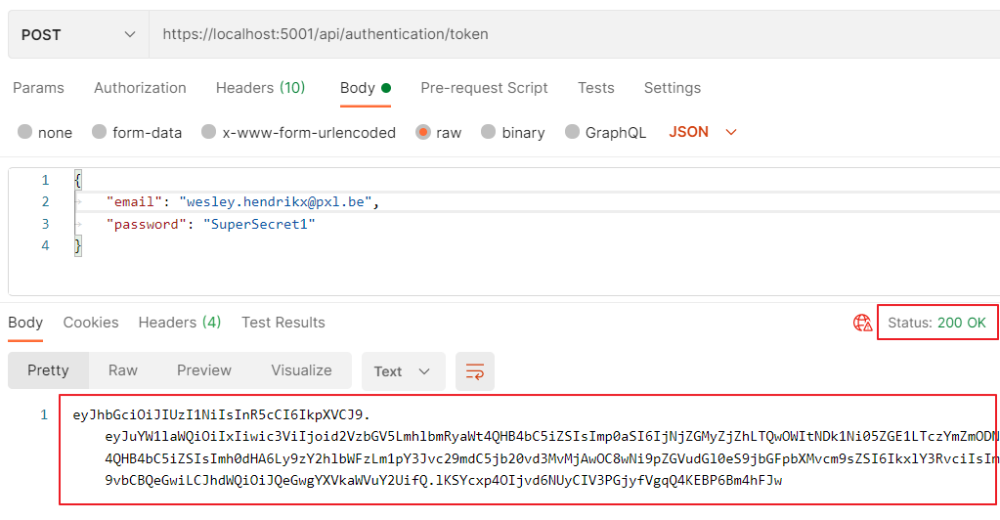 POST https://localhost:5001/api/authentication/token
Params Authorization Headers (10) Body Pre-request Script Tests Settings
none form-data x-www-form-urlencoded raw binary GraphQL JSON
1 {
2 "email": "wesley.hendrikx@pxl.be",
3 "password": "SuperSecret1"
4 }
Body Cookies Headers (4) Test Results Status: 200 OK
Pretty Raw Preview Visualize Text
1 eyJhbGciOiJIUzI1NiIsInR5cCI6IkpXVCJ9.
eyJuYW1laWQiOiIxIiwic3ViIjoid2VzbGV5LmhlbmRyaWt4QHB4bC5iZSIsImp0aSI6IjNjZGMyZjZhLTQwOWItNDk1Ni05ZGE1LTczYmZmODN
4QHB4bC5iZSIsImh0dHA6Ly9zY2hlbWFzLm1pY3Jvc29mdC5jb20vd3MvMjAwOC8wNi9pZGVudGl0eS9jbGFpbXMvcm9sZSI6IkxlY3RvciIsIm
9vbCBQeGwiLCJhdWQiOiJQeGwgYXVkaWVuY2UifQ.lKSYcxp4OIjvd6NUyCIV3PGjyfVgqQ4KEBP6Bm4hFJw